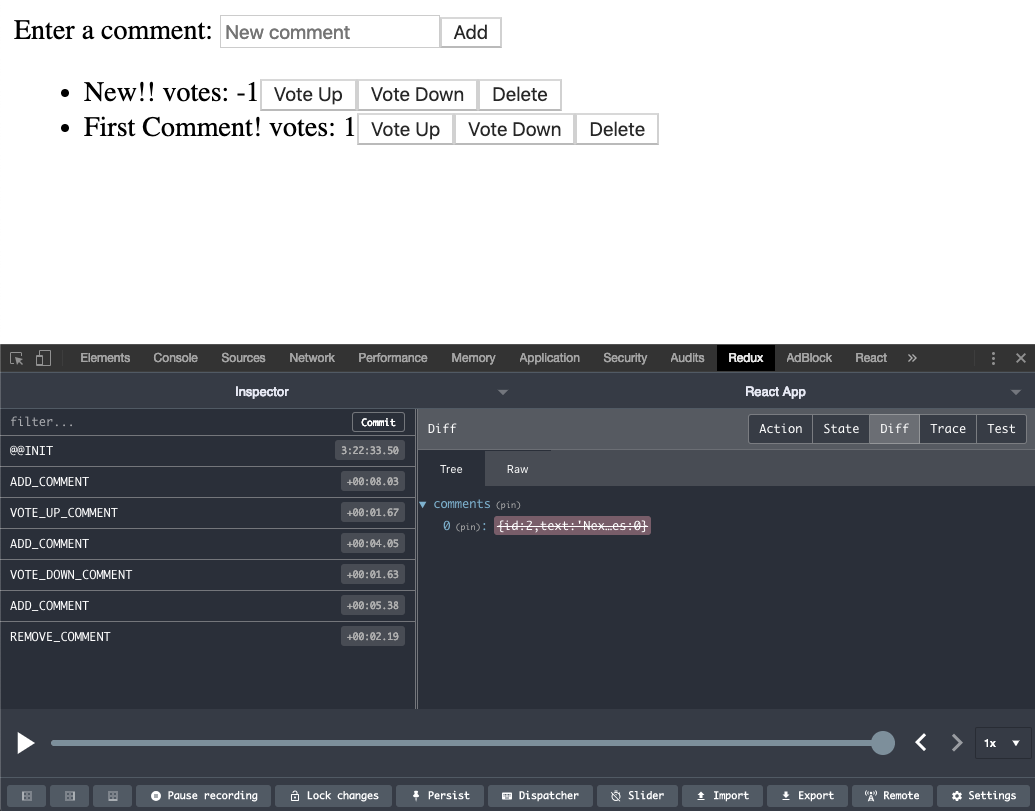 Enter a comment: New comment Add
New!! votes: -1 Vote Up Vote Down Delete
First Comment! votes: 1 Vote Up Vote Down Delete
Elements Console Sources Network Performance Memory Application Security Audits Redux AdBlock React »
Inspector React App
filter... Commit
Diff Action State Diff Trace Test
@@INIT 3:22:33.50
Tree Raw
ADD_COMMENT +00:08.03
comments (pin)
VOTE_UP_COMMENT +00:01.67
0 (pin): {id:2,text:'Nex…es:0}
ADD_COMMENT +00:04.05
VOTE_DOWN_COMMENT +00:01.63
ADD_COMMENT +00:05.38
REMOVE_COMMENT +00:02.19
1x
Pause recording Lock changes Persist Dispatcher Slider Import Export Remote Settings